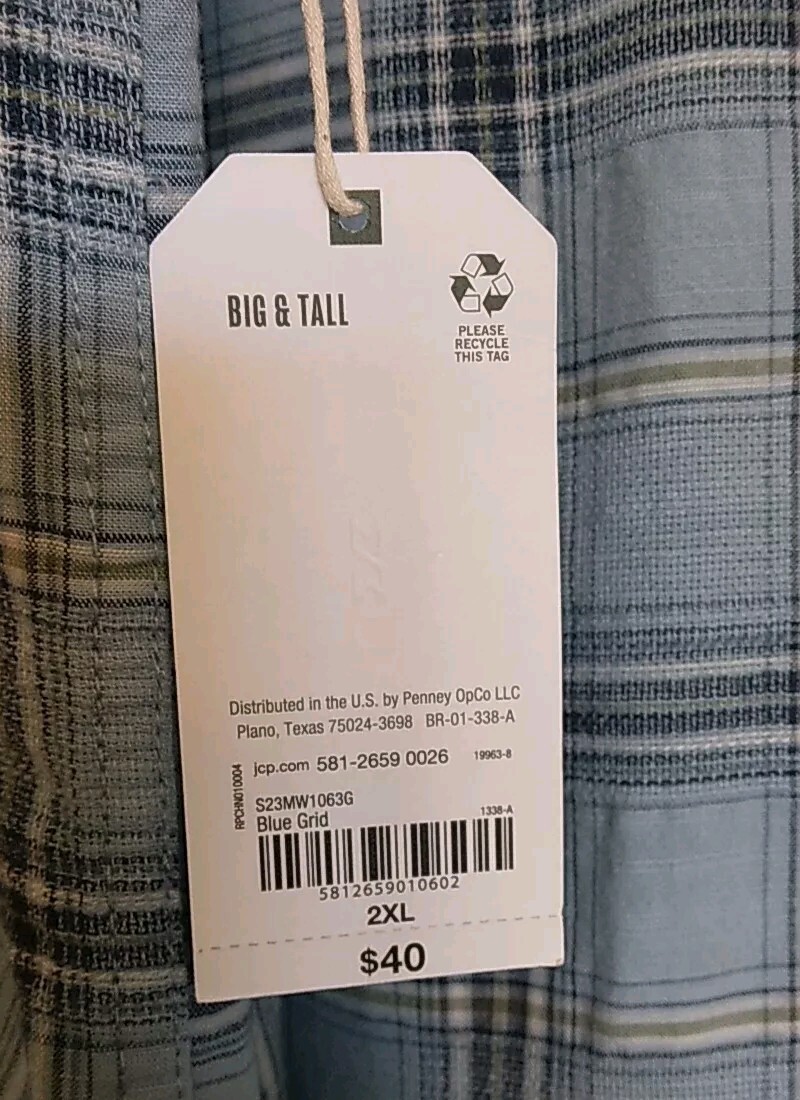 BIG & TALL
PLEASE
RECYCLE
THIS TAG
Distributed in the U.S. by Penney OpCo LLC
Plano, Texas 75024-3698 BR-01-338-A
jcp.com 581-2659 0026 19963-8
RPCHN010004
S23MW1063G
1338-A
Blue Grid
5812659010602
2XL
$40